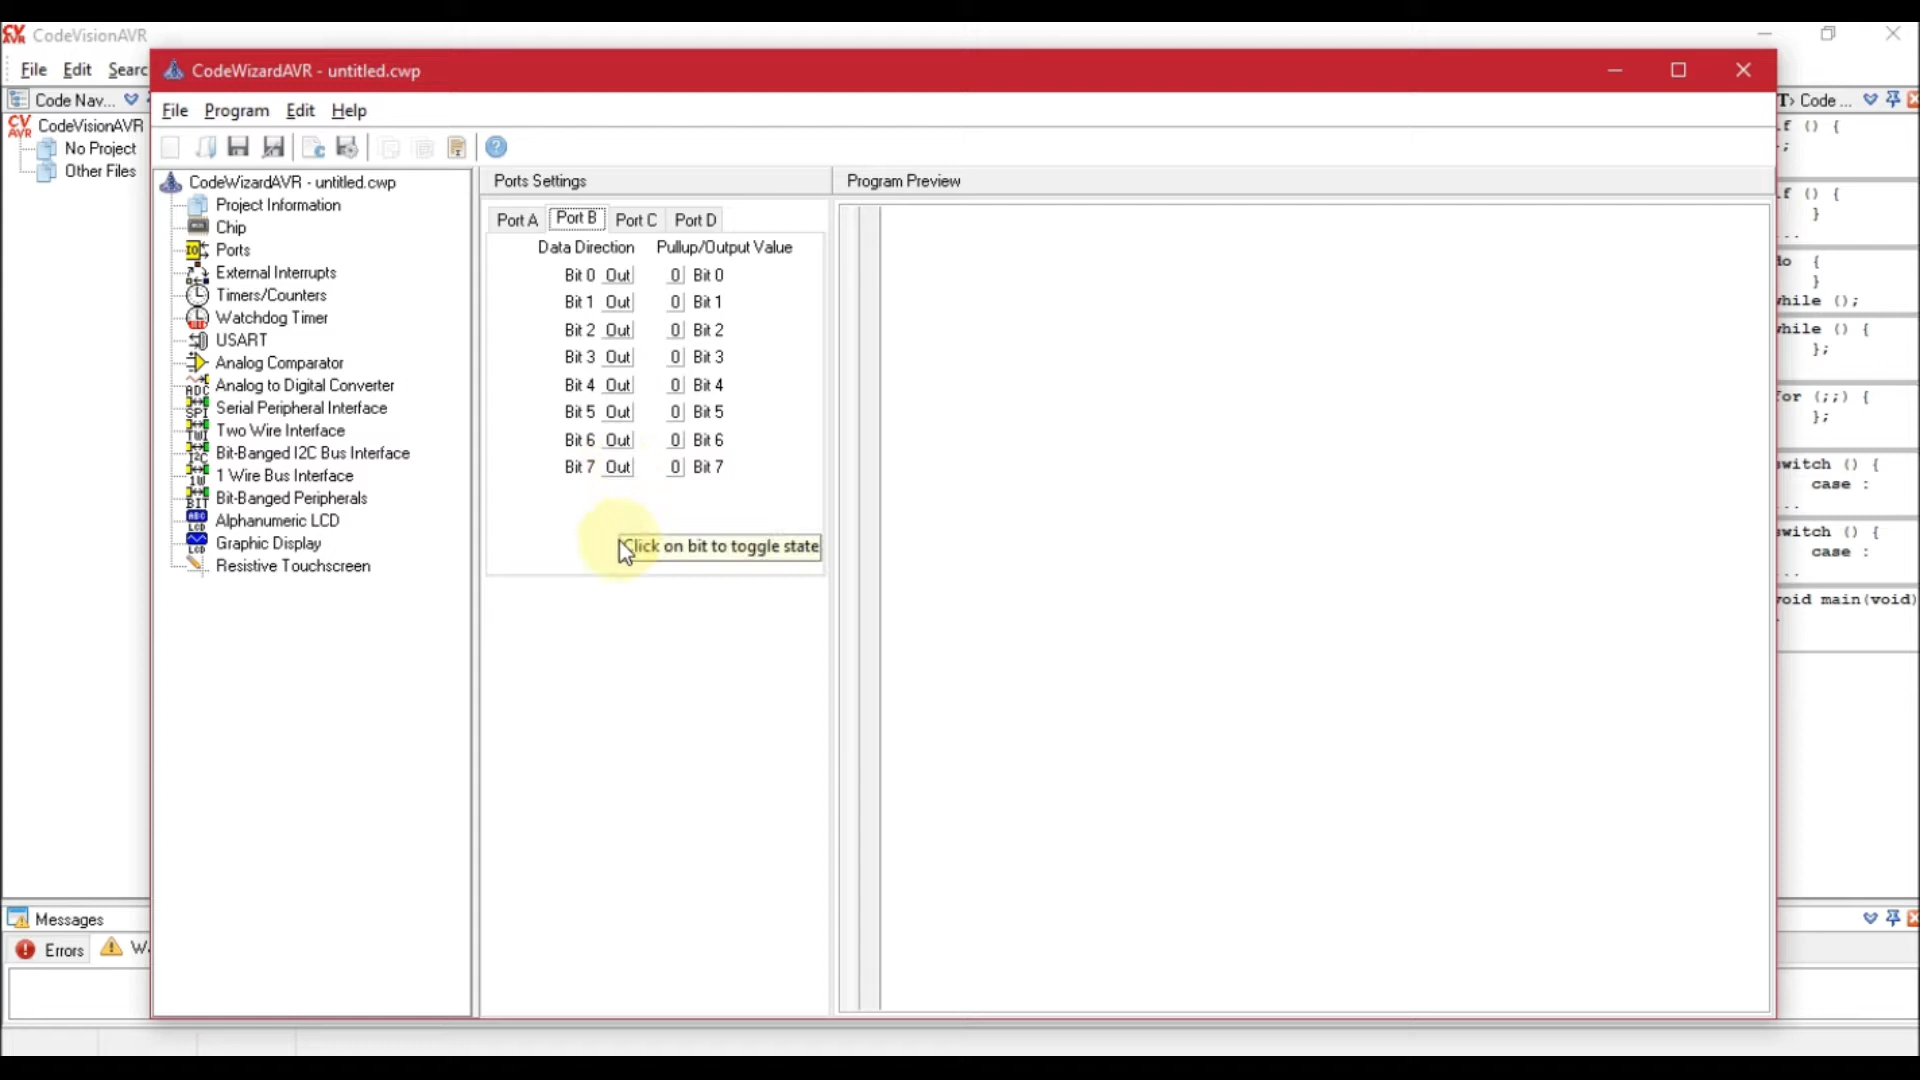 CodeVisionAVR
File Edit Searc
CodeWizardAVR - untitled.cwp
File Program Edit Help
Code Nav...
CodeVisionAVR
No Project
Other Files
CodeWizardAVR - untitled.cwp
Project Information
Chip
Ports
External Interrupts
Timers/Counters
Watchdog Timer
USART
Analog Comparator
Analog to Digital Converter
Serial Peripheral Interface
Two Wire Interface
Bit-Banged I2C Bus Interface
1 Wire Bus Interface
Bit-Banged Peripherals
Alphanumeric LCD
Graphic Display
Resistive Touchscreen
Ports Settings
Port A Port B Port C Port D
Data Direction Pullup/Output Value
Bit 0 Out 0 Bit 0
Bit 1 Out 0 Bit 1
Bit 2 Out 0 Bit 2
Bit 3 Out 0 Bit 3
Bit 4 Out 0 Bit 4
Bit 5 Out 0 Bit 5
Bit 6 Out 0 Bit 6
Bit 7 Out 0 Bit 7
Click on bit to toggle state
Program Preview
T> Code ...
f () {
;
f () {
}
...
do {
}
while ();
while () {
};
for (;;) {
};
switch () {
case :
...
switch () {
case :
...
void main(void)
Messages
Errors Wa